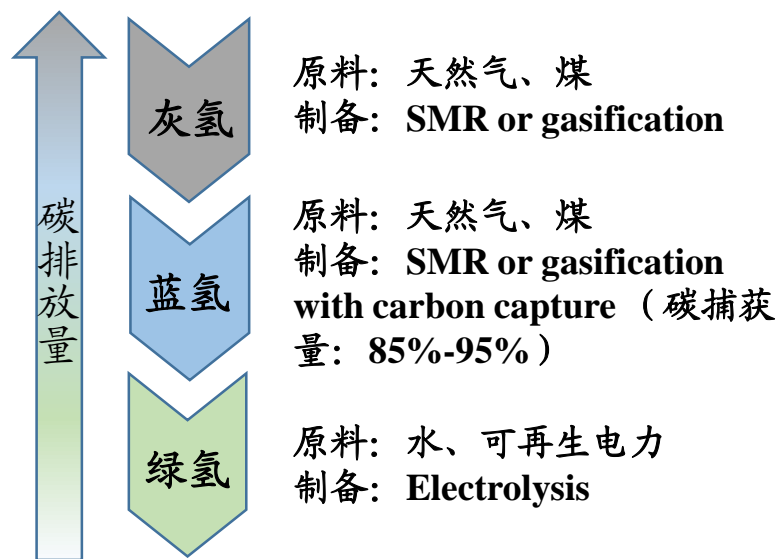 碳排放量
灰氢
原料：天然气、煤
制备：SMR or gasification
蓝氢
原料：天然气、煤
制备：SMR or gasification
with carbon capture（碳捕获
量：85%-95%）
绿氢
原料：水、可再生电力
制备：Electrolysis